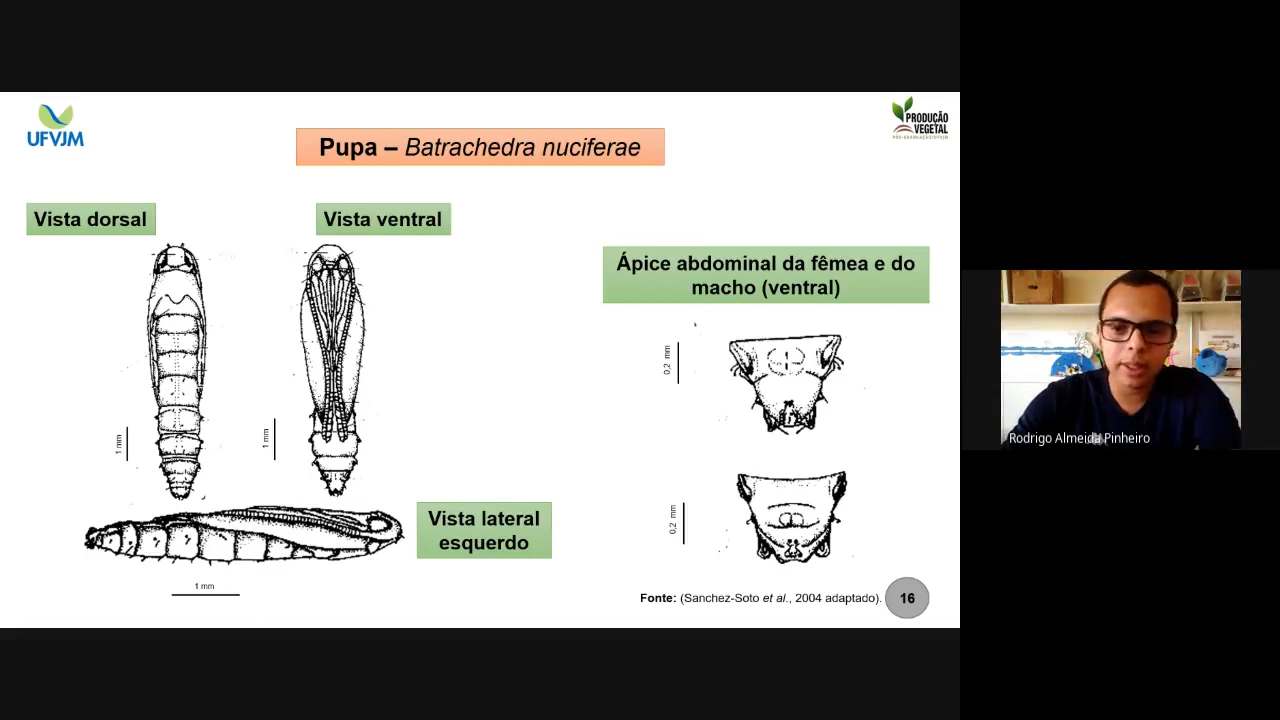 UFVJM
PRODUÇÃO
VEGETAL
Pupa – Batrachedra nuciferae
Vista dorsal
Vista ventral
Ápice abdominal da fêmea e do
macho (ventral)
0,2 mm
1 mm
1 mm
0,2 mm
Vista lateral
esquerdo
1 mm
Fonte: (Sanchez-Soto et al., 2004 adaptado).
16
Rodrigo Almeida Pinheiro